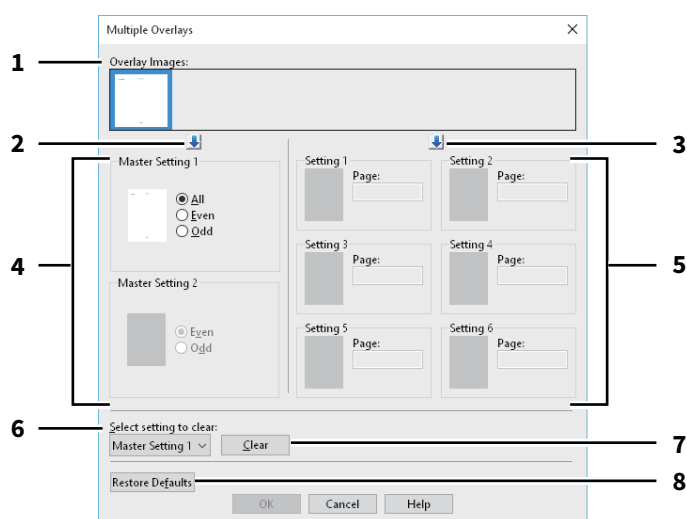 Multiple Overlays
1
Overlay Images:
2
3
Master Setting 1
All
Even
Odd
Setting 1
Page:
Setting 2
Page:
4
5
Setting 3
Page:
Setting 4
Page:
Master Setting 2
Even
Odd
Setting 5
Page:
Setting 6
Page:
6
Select setting to clear:
Master Setting 1
Clear
7
Restore Defaults
8
OK
Cancel
Help